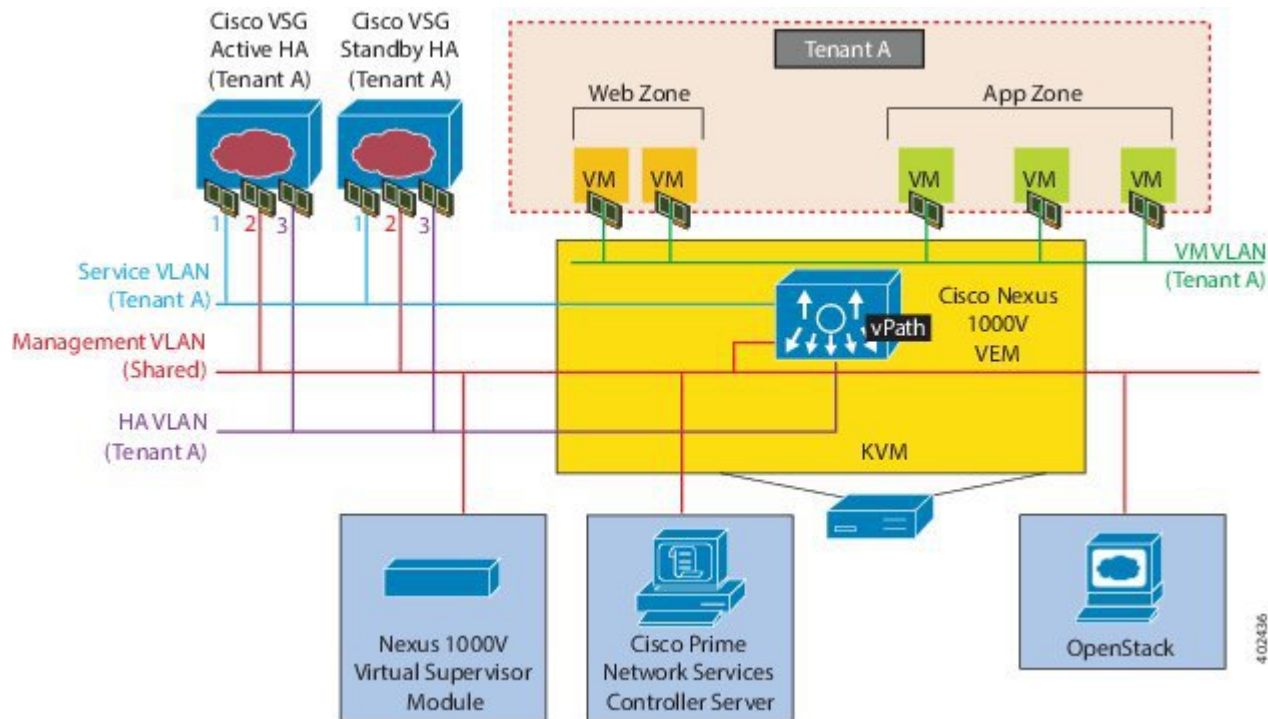 Cisco VSG
Active HA
(Tenant A)
Cisco VSG
Standby HA
(Tenant A)
Tenant A
Web Zone
App Zone
VM
VM
VM
VM
VM
1
2
3
1
2
3
Service VLAN
(Tenant A)
VM VLAN
(Tenant A)
Cisco Nexus
1000V
VEM
vPath
Management VLAN
(Shared)
HA VLAN
(Tenant A)
KVM
Nexus 1000V
Virtual Supervisor
Module
Cisco Prime
Network Services
Controller Server
OpenStack
402436